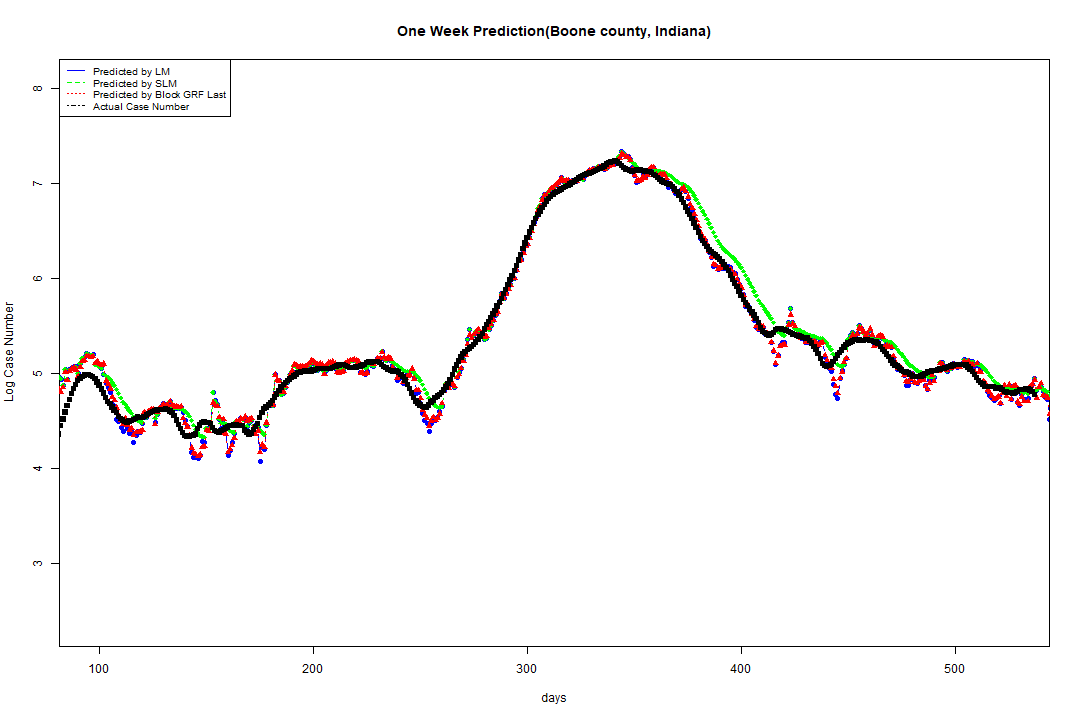 One Week Prediction(Boone county, Indiana)
Predicted by LM
Predicted by SLM
Predicted by Block GRF Last
Actual Case Number
8
7
6
5
4
3
Log Case Number
100 200 300 400 500
days